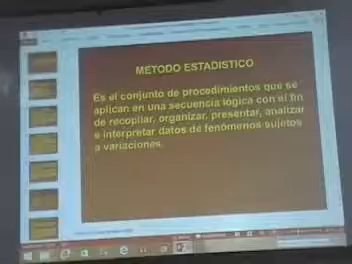 MÉTODO ESTADISTICO
Es el conjunto de procedimientos que se
aplican en una secuencia lógica con el fin
de recopilar, organizar, presentar, analizar
e interpretar datos de fenómenos sujetos
a variaciones.